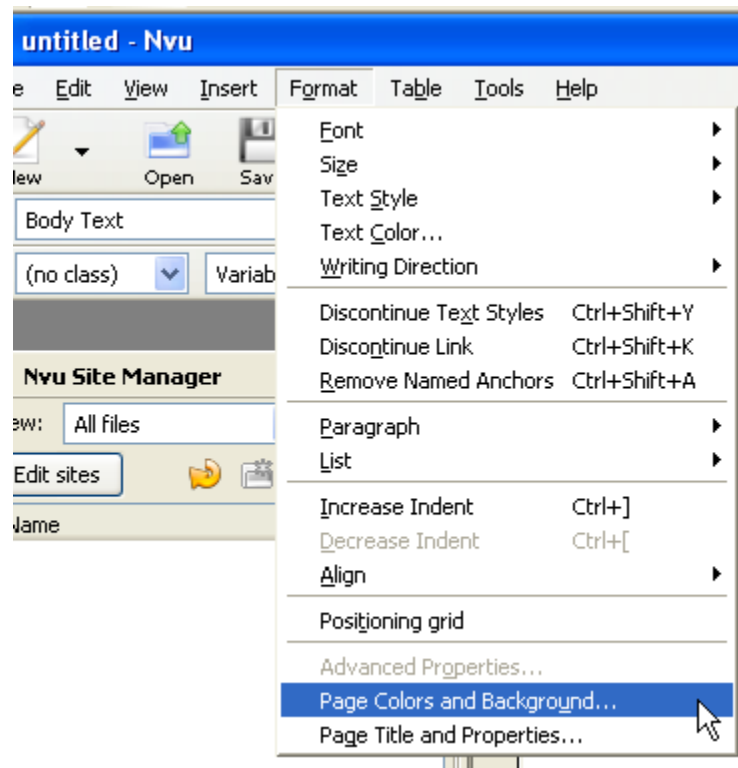 untitled - Nvu
e Edit View Insert Format Table Tools Help
New Open Sav
Body Text
(no class) Variab
Nvu Site Manager
ew: All files
Edit sites
Name
Font
Size
Text Style
Text Color...
Writing Direction
Discontinue Text Styles Ctrl+Shift+Y
Discontinue Link Ctrl+Shift+K
Remove Named Anchors Ctrl+Shift+A
Paragraph
List
Increase Indent Ctrl+]
Decrease Indent Ctrl+[
Align
Positioning grid
Advanced Properties...
Page Colors and Background...
Page Title and Properties...